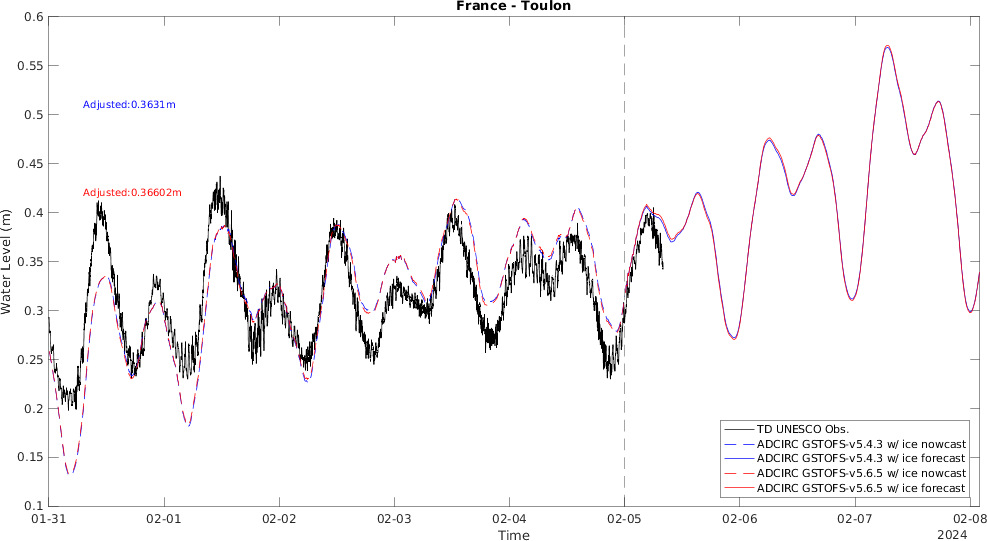 France - Toulon
0.6
0.55
0.5
0.45
0.4
0.35
0.3
0.25
0.2
0.15
0.1
Water Level (m)
Adjusted:0.3631m
Adjusted:0.36602m
TD UNESCO Obs.
ADCIRC GSTOFS-v5.4.3 w/ ice nowcast
ADCIRC GSTOFS-v5.4.3 w/ ice forecast
ADCIRC GSTOFS-v5.6.5 w/ ice nowcast
ADCIRC GSTOFS-v5.6.5 w/ ice forecast
01-31 02-01 02-02 02-03 02-04 02-05 02-06 02-07 02-08
Time
2024